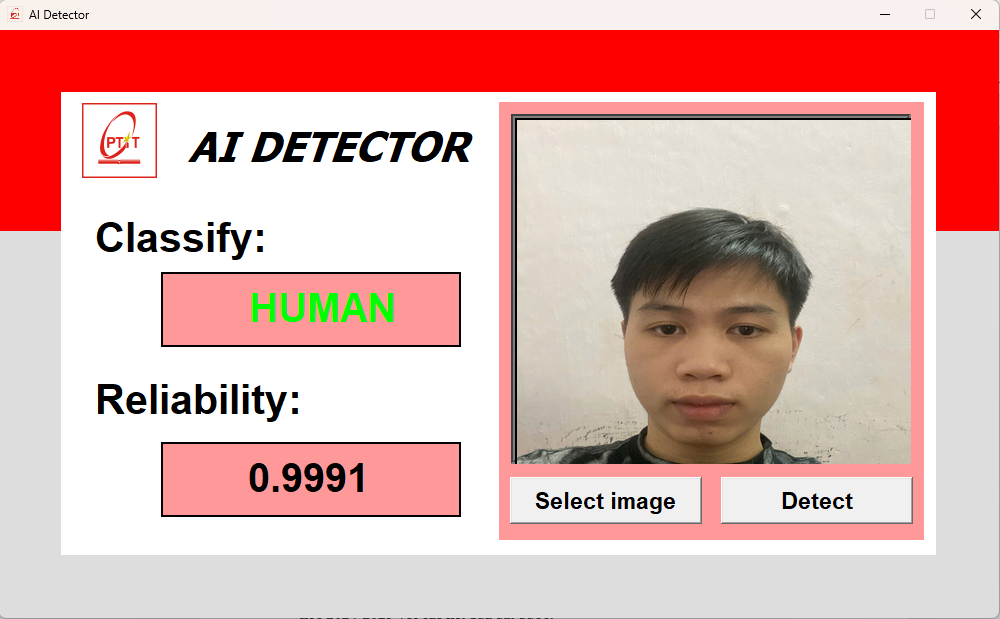 AI Detector
PTIT
AI DETECTOR
Classify:
HUMAN
Reliability:
0.9991
Select image
Detect